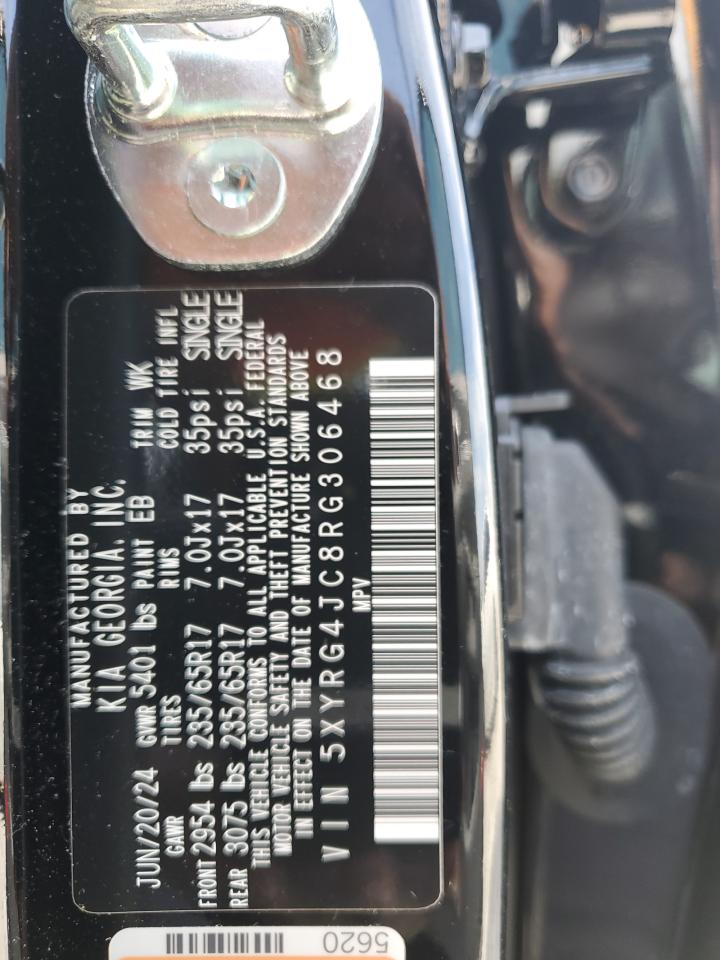 MANUFACTURED BY
KIA GEORGIA. INC.
JUN/20/24 GVWR 5401 lbs PAINT EB TRIM WK
GAWR TIRES RIMS COLD TIRE INFL
FRONT 2954 lbs 235/65R17 7.0Jx17 35psi SINGLE
REAR 3075 lbs 235/65R17 7.0Jx17 35psi SINGLE
THIS VEHICLE CONFORMS TO ALL APPLICABLE U.S.A. FEDERAL
MOTOR VEHICLE SAFETY AND THEFT PREVENTION STANDARDS
IN EFFECT ON THE DATE OF MANUFACTURE SHOWN ABOVE
VIN 5XYRG4JC8RG306468
MPV
5620